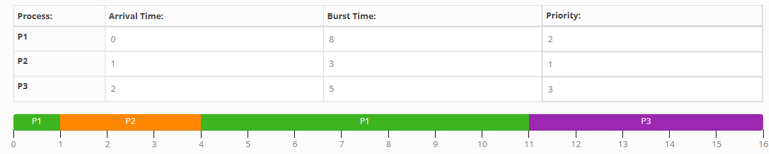 Process: Arrival Time: Burst Time: Priority:
P1 0 8 2
P2 1 3 1
P3 2 5 3
P1 P2 P1 P3
0 1 2 3 4 5 6 7 8 9 10 11 12 13 14 15 16